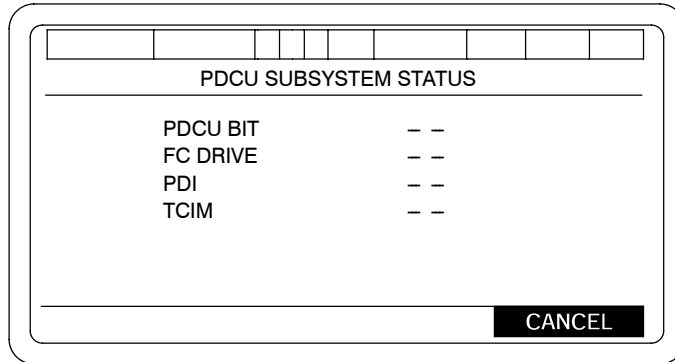 PDCU SUBSYSTEM STATUS
PDCU BIT – –
FC DRIVE – –
PDI – –
TCIM – –
CANCEL